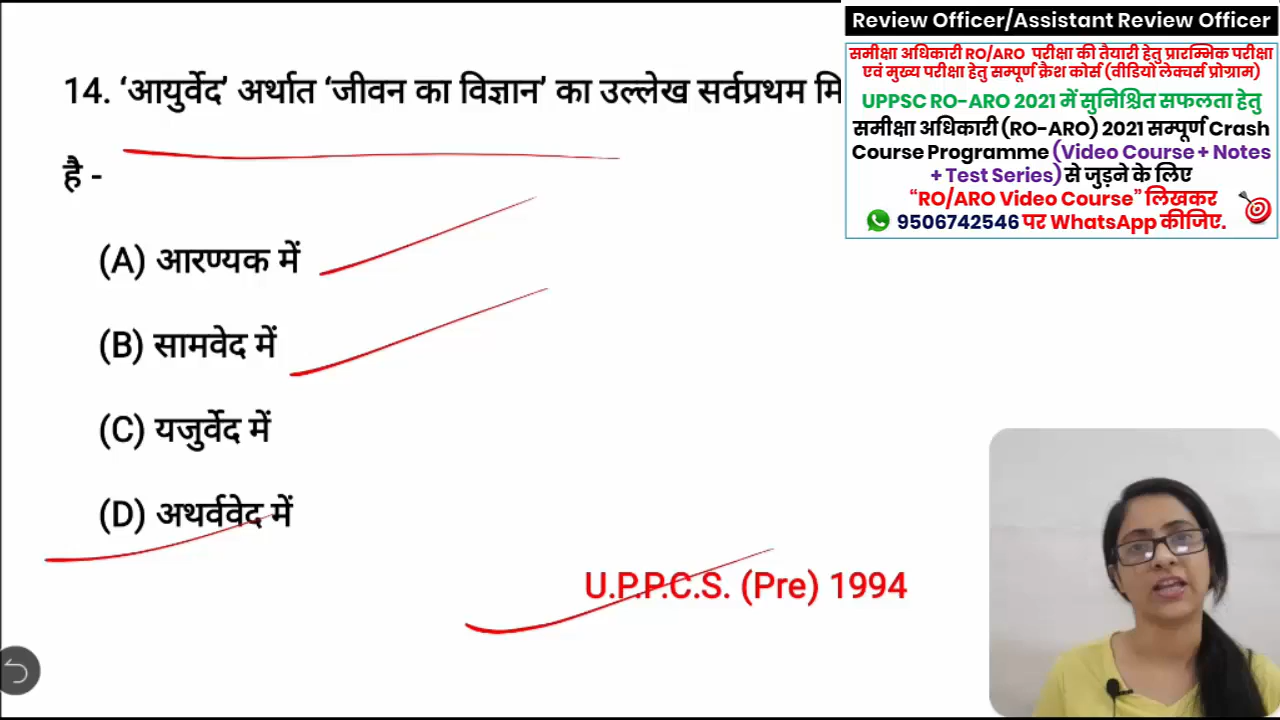 Review Officer/Assistant Review Officer
समीक्षा अधिकारी RO/ARO परीक्षा की तैयारी हेतु प्रारम्भिक परीक्षा
एवं मुख्य परीक्षा हेतु सम्पूर्ण क्रैश कोर्स (वीडियो लेक्चर्स प्रोग्राम)
UPPSC RO-ARO 2021 में सुनिश्चित सफलता हेतु
समीक्षा अधिकारी (RO-ARO) 2021 सम्पूर्ण Crash
Course Programme (Video Course + Notes
+ Test Series) से जुड़ने के लिए
“RO/ARO Video Course” लिखकर
9506742546 पर WhatsApp कीजिए.
14. ‘आयुर्वेद’ अर्थात ‘जीवन का विज्ञान’ का उल्लेख सर्वप्रथम
है -
(A) आरण्यक में
(B) सामवेद में
(C) यजुर्वेद में
(D) अथर्ववेद में
U.P.P.C.S. (Pre) 1994